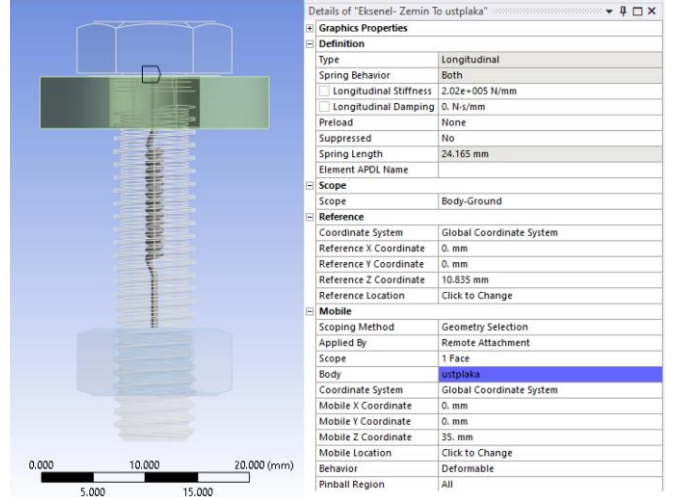 Details of "Eksenel- Zemin To ustplaka"
Graphics Properties
Definition
Type Longitudinal
Spring Behavior Both
Longitudinal Stiffness 2.02e+005 N/mm
Longitudinal Damping 0. N·s/mm
Preload None
Suppressed No
Spring Length 24.165 mm
Element APDL Name
Scope
Scope Body-Ground
Reference
Coordinate System Global Coordinate System
Reference X Coordinate 0. mm
Reference Y Coordinate 0. mm
Reference Z Coordinate 10.835 mm
Reference Location Click to Change
Mobile
Scoping Method Geometry Selection
Applied By Remote Attachment
Scope 1 Face
Body ustplaka
Coordinate System Global Coordinate System
Mobile X Coordinate 0. mm
Mobile Y Coordinate 0. mm
Mobile Z Coordinate 35. mm
Mobile Location Click to Change
Behavior Deformable
Pinball Region All
0.000 10.000 20.000 (mm)
5.000 15.000